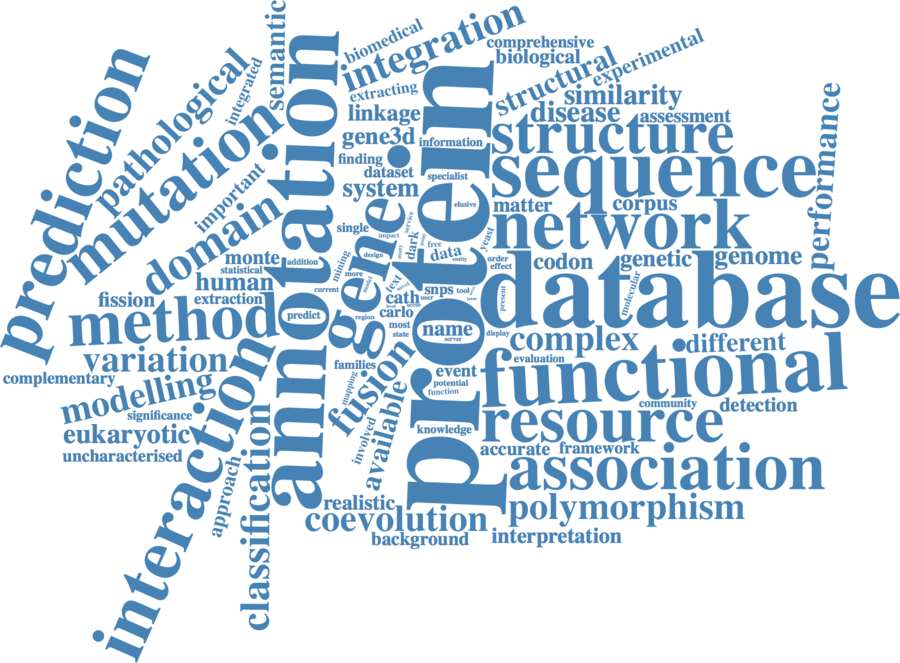 semantic
biomedical
integration
comprehensive
biological
experimental
structural
prediction
pathological
integrated
extracting
similarity
linkage
disease
assessment
mutation
annotation
gene3d
information
structure
performance
finding
dataset
protein
specialist
sequence
important
system
elusive
matter
corpus
domain
single
gene
service
impact
dark
network
free
yeast
data
entity
design
monte
addition
statistical
mining
order
effect
codon
genetic
genome
human
more
text
model
molecular
extraction
current
cath
user
snps
tool
present
database
fission
method
predict
region
carlo
most
state
name
server
display
complex
different
variation
evaluation
complementary
families
event
functional
modelling
interaction
mapping
fusion
potential
function
available
community
detection
significance
eukaryotic
knowledge
resource
uncharacterised
involved
accurate
framework
approach
classification
association
realistic
coevolution
polymorphism
background
interpretation